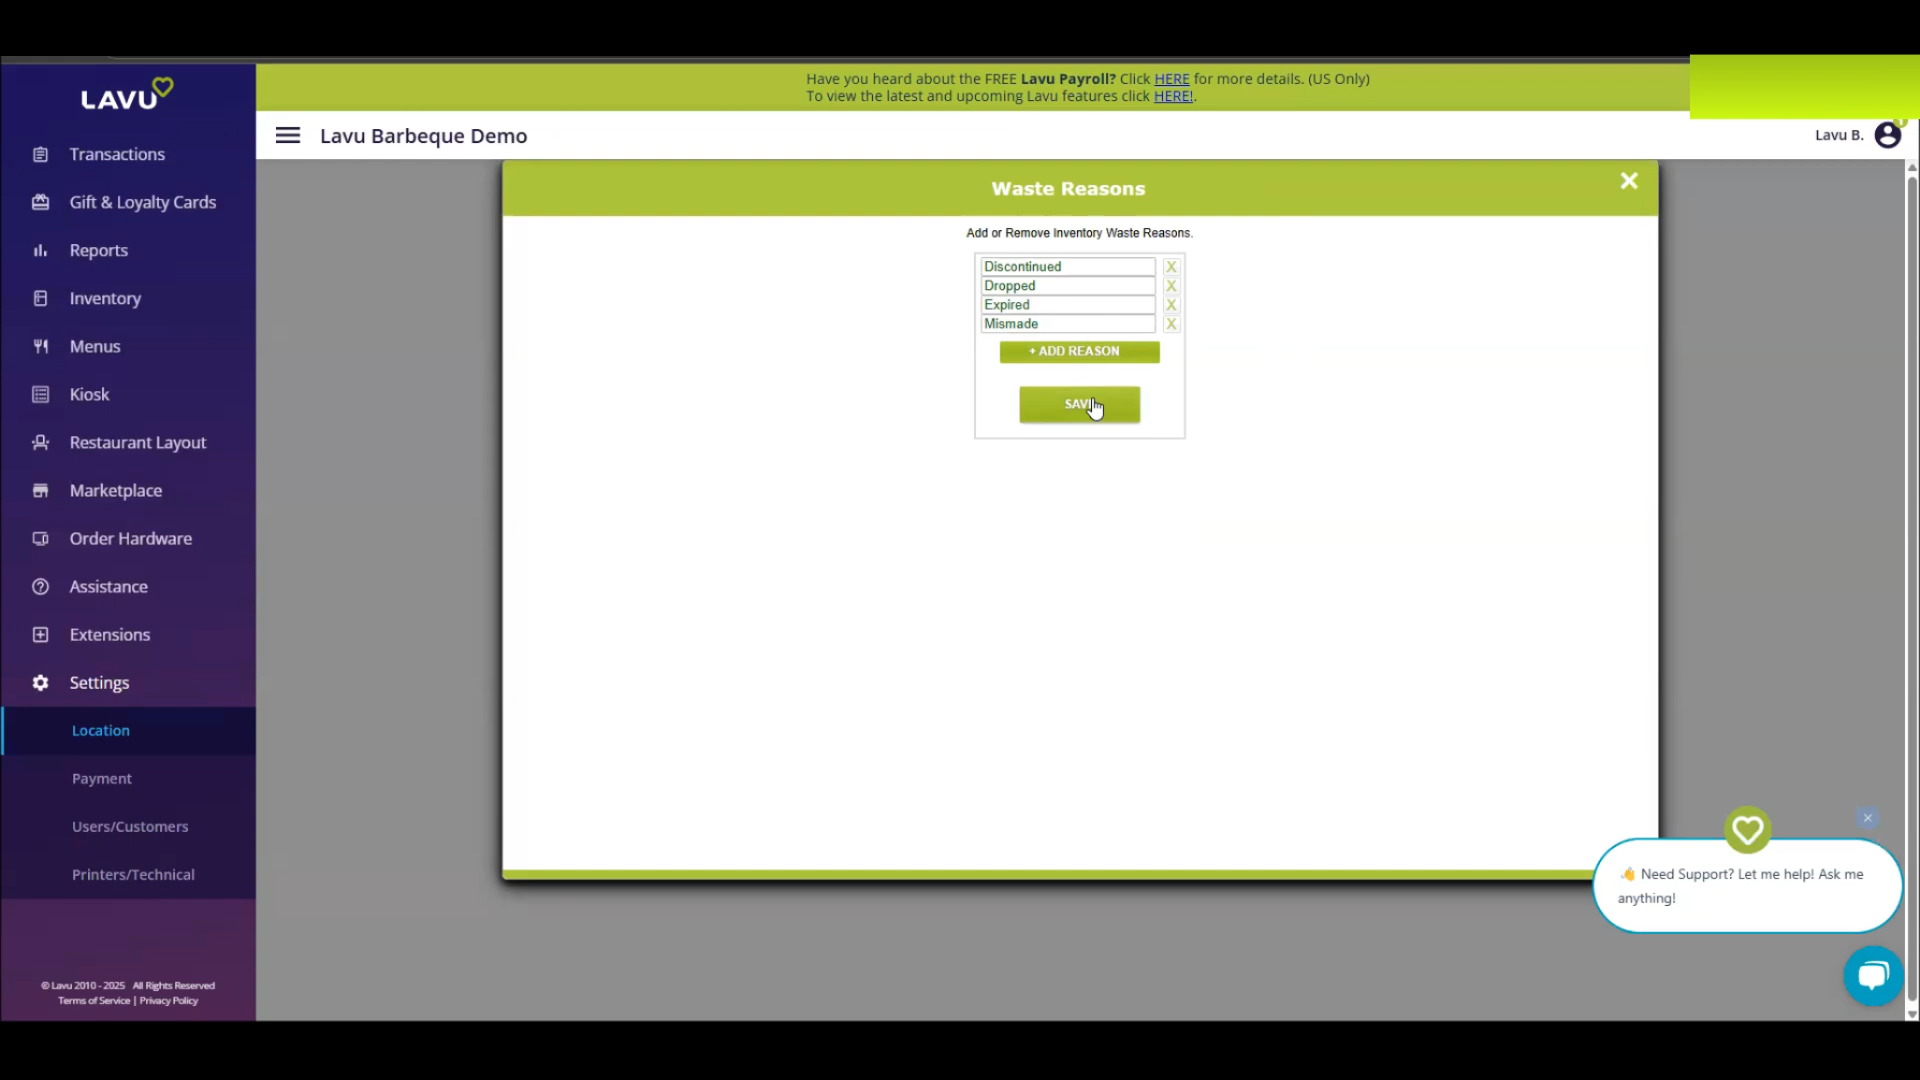 LAVU
Have you heard about the FREE Lavu Payroll? Click HERE for more details. (US Only)
To view the latest and upcoming Lavu features click HERE!.
Lavu Barbeque Demo
Lavu B.
Transactions
Gift & Loyalty Cards
Reports
Inventory
Menus
Kiosk
Restaurant Layout
Marketplace
Order Hardware
Assistance
Extensions
Settings
Location
Payment
Users/Customers
Printers/Technical
© Lavu 2010 - 2025 All Rights Reserved
Terms of Service | Privacy Policy
Waste Reasons
Add or Remove Inventory Waste Reasons.
Discontinued X
Dropped X
Expired X
Mismade X
+ ADD REASON
SAVE
👋 Need Support? Let me help! Ask me
anything!